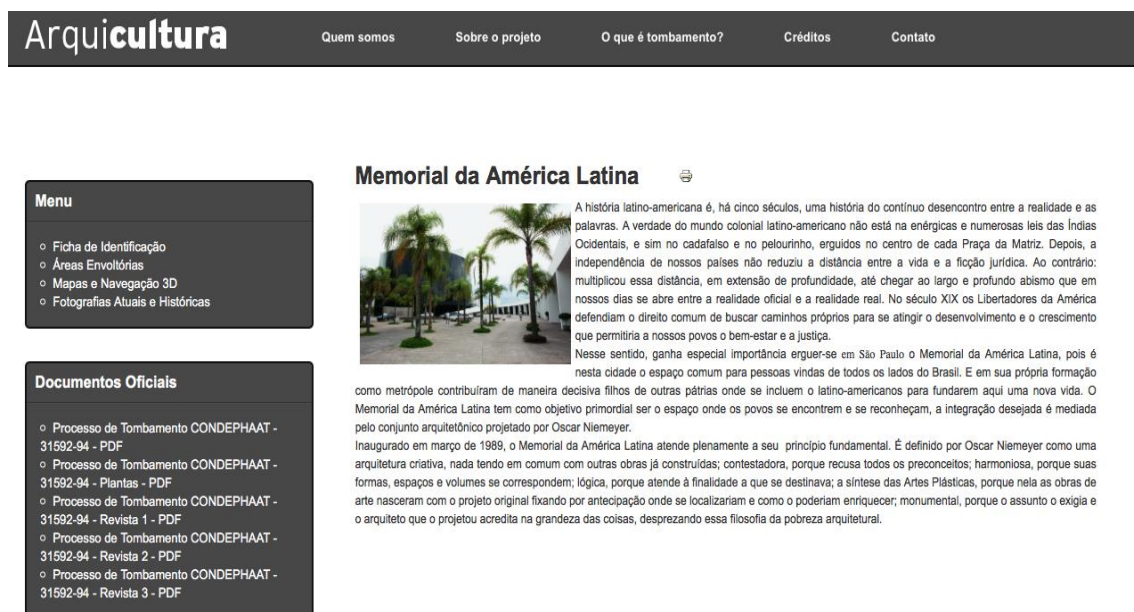 Arquicultura
Quem somos
Sobre o projeto
O que é tombamento?
Créditos
Contato
Menu
Ficha de Identificação
Áreas Envoltórias
Mapas e Navegação 3D
Fotografias Atuais e Históricas
Documentos Oficiais
Processo de Tombamento CONDEPHAAT -
31592-94 - PDF
Processo de Tombamento CONDEPHAAT -
31592-94 - Plantas - PDF
Processo de Tombamento CONDEPHAAT -
31592-94 - Revista 1 - PDF
Processo de Tombamento CONDEPHAAT -
31592-94 - Revista 2 - PDF
Processo de Tombamento CONDEPHAAT -
31592-94 - Revista 3 - PDF
Memorial da América Latina
A história latino-americana é, há cinco séculos, uma história do contínuo desencontro entre a realidade e as
palavras. A verdade do mundo colonial latino-americano não está na enérgicas e numerosas leis das Índias
Ocidentais, e sim no cadafalso e no pelourinho, erguidos no centro de cada Praça da Matriz. Depois, a
independência de nossos países não reduziu a distância entre a vida e a ficção jurídica. Ao contrário:
multiplicou essa distância, em extensão de profundidade, até chegar ao largo e profundo abismo que em
nossos dias se abre entre a realidade oficial e a realidade real. No século XIX os Libertadores da América
defendiam o direito comum de buscar caminhos próprios para se atingir o desenvolvimento e o crescimento
que permitiria a nossos povos o bem-estar e a justiça.
Nesse sentido, ganha especial importância erguer-se em São Paulo o Memorial da América Latina, pois é
nesta cidade o espaço comum para pessoas vindas de todos os lados do Brasil. E em sua própria formação
como metrópole contribuíram de maneira decisiva filhos de outras pátrias onde se incluem o latino-americanos para fundarem aqui uma nova vida. O
Memorial da América Latina tem como objetivo primordial ser o espaço onde os povos se encontrem e se reconheçam, a integração desejada é mediada
pelo conjunto arquitetônico projetado por Oscar Niemeyer.
Inaugurado em março de 1989, o Memorial da América Latina atende plenamente a seu princípio fundamental. É definido por Oscar Niemeyer como uma
arquitetura criativa, nada tendo em comum com outras obras já construídas; contestadora, porque recusa todos os preconceitos; harmoniosa, porque suas
formas, espaços e volumes se correspondem; lógica, porque atende à finalidade a que se destinava; a síntese das Artes Plásticas, porque nela as obras de
arte nasceram com o projeto original fixando por antecipação onde se localizariam e como o poderiam enriquecer; monumental, porque o assunto o exigia e
o arquiteto que o projetou acredita na grandeza das coisas, desprezando essa filosofia da pobreza arquitetural.